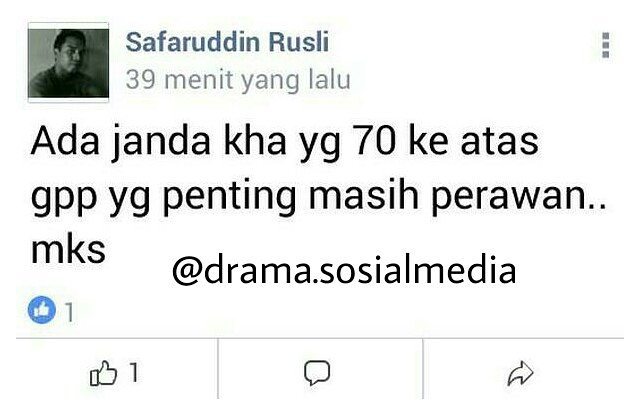 Safaruddin Rusli
39 menit yang lalu
Ada janda kha yg 70 ke atas
gpp yg penting masih perawan..
mks
@drama.sosialmedia
1
1